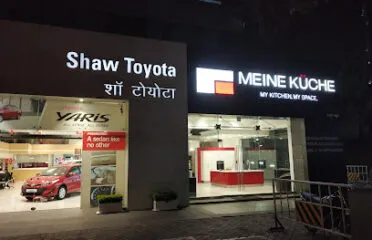 Shaw Toyota
शॉ टोयोटा
MEINE KÜCHE
MY KITCHEN. MY SPACE.
YARIS
A sedan like
no other